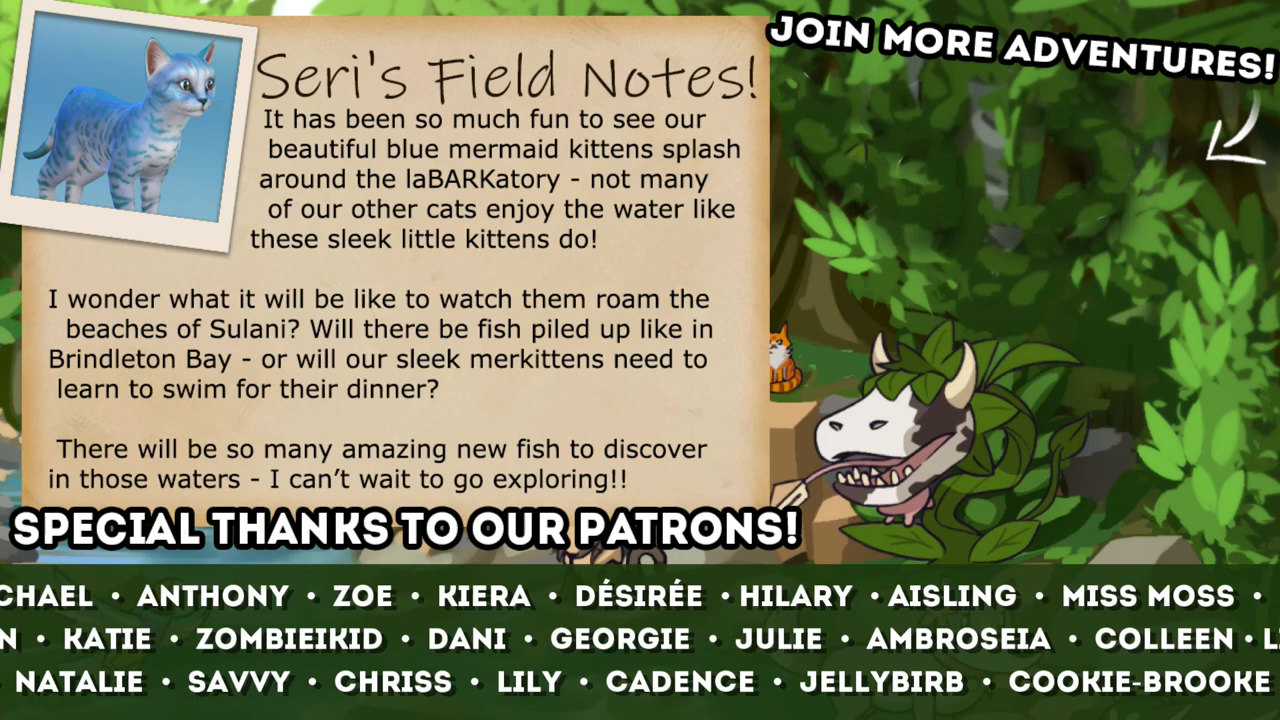 JOIN MORE ADVENTURES!
Seri's Field Notes!
It has been so much fun to see our
beautiful blue mermaid kittens splash
around the laBARKatory - not many
of our other cats enjoy the water like
these sleek little kittens do!
I wonder what it will be like to watch them roam the
beaches of Sulani? Will there be fish piled up like in
Brindleton Bay - or will our sleek merkittens need to
learn to swim for their dinner?
There will be so many amazing new fish to discover
in those waters - I can’t wait to go exploring!!
SPECIAL THANKS TO OUR PATRONS!
CHAEL • ANTHONY • ZOE • KIERA • DÉSIRÉE • HILARY • AISLING • MISS MOSS •
N • KATIE • ZOMBIEIKID • DANI • GEORGIE • JULIE • AMBROSEIA • COLLEEN • L
NATALIE • SAVVY • CHRISS • LILY • CADENCE • JELLYBIRB • COOKIE-BROOKE